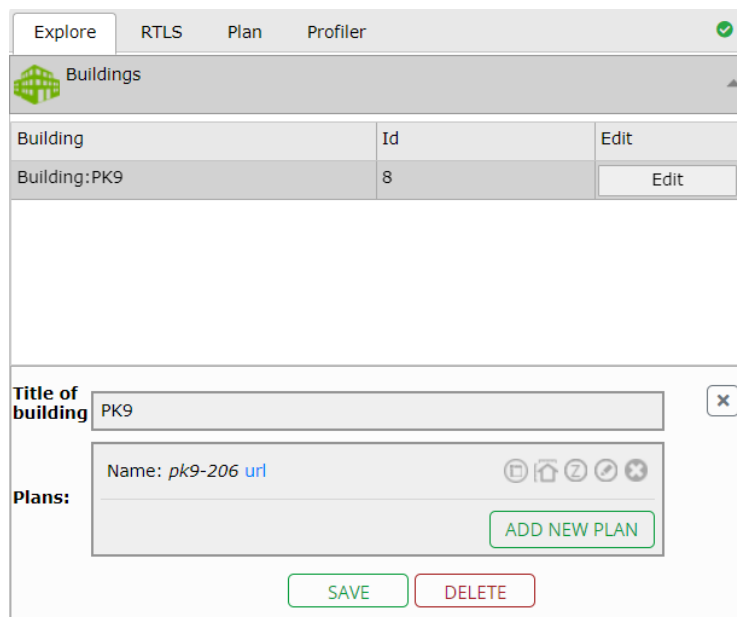 Explore RTLS Plan Profiler
Buildings
Building Id Edit
Building:PK9 8 Edit
Title of
building
PK9
Name: pk9-206 url
Z
Plans:
ADD NEW PLAN
SAVE DELETE